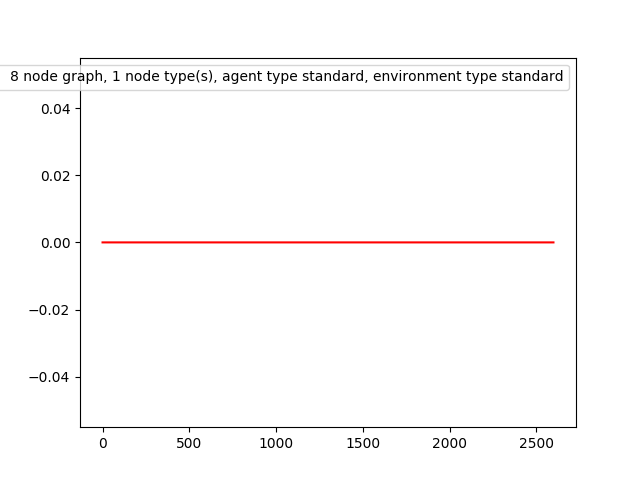 8 node graph, 1 node type(s), agent type standard, environment type standard
0.04
0.02
0.00
−0.02
−0.04
0 500 1000 1500 2000 2500